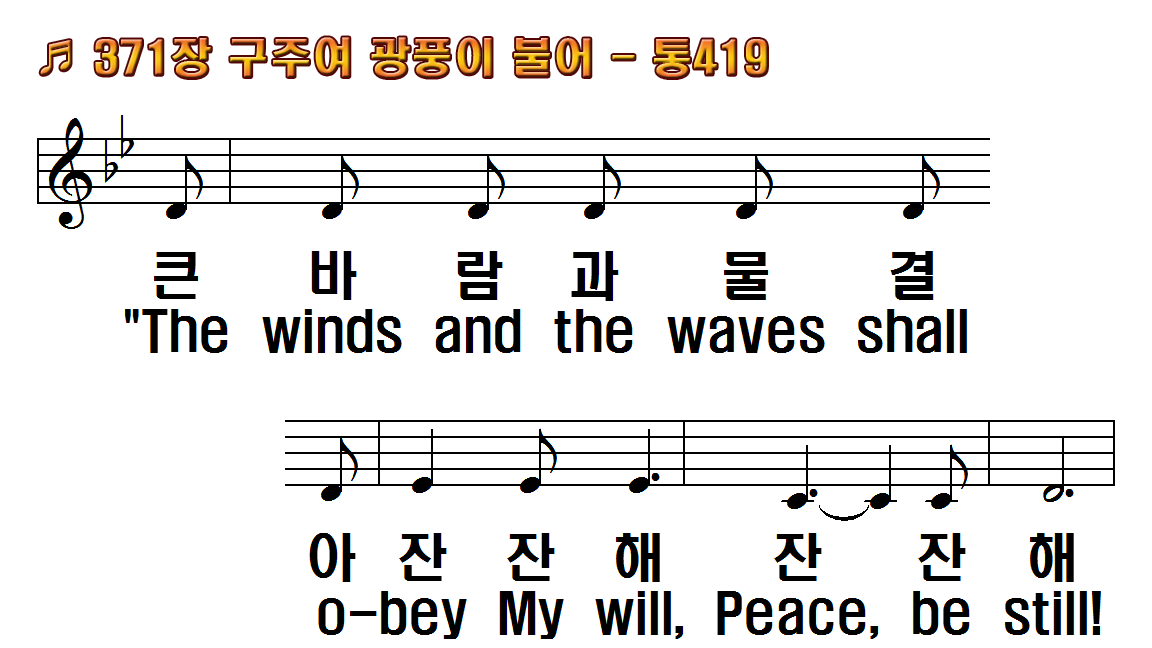 ♬ 371장 구주여 광풍이 불어 - 통419
큰 바 람 과 물 결
"The winds and the waves shall
아 잔 잔 해 잔 잔 해
o-bey My will, Peace, be still!